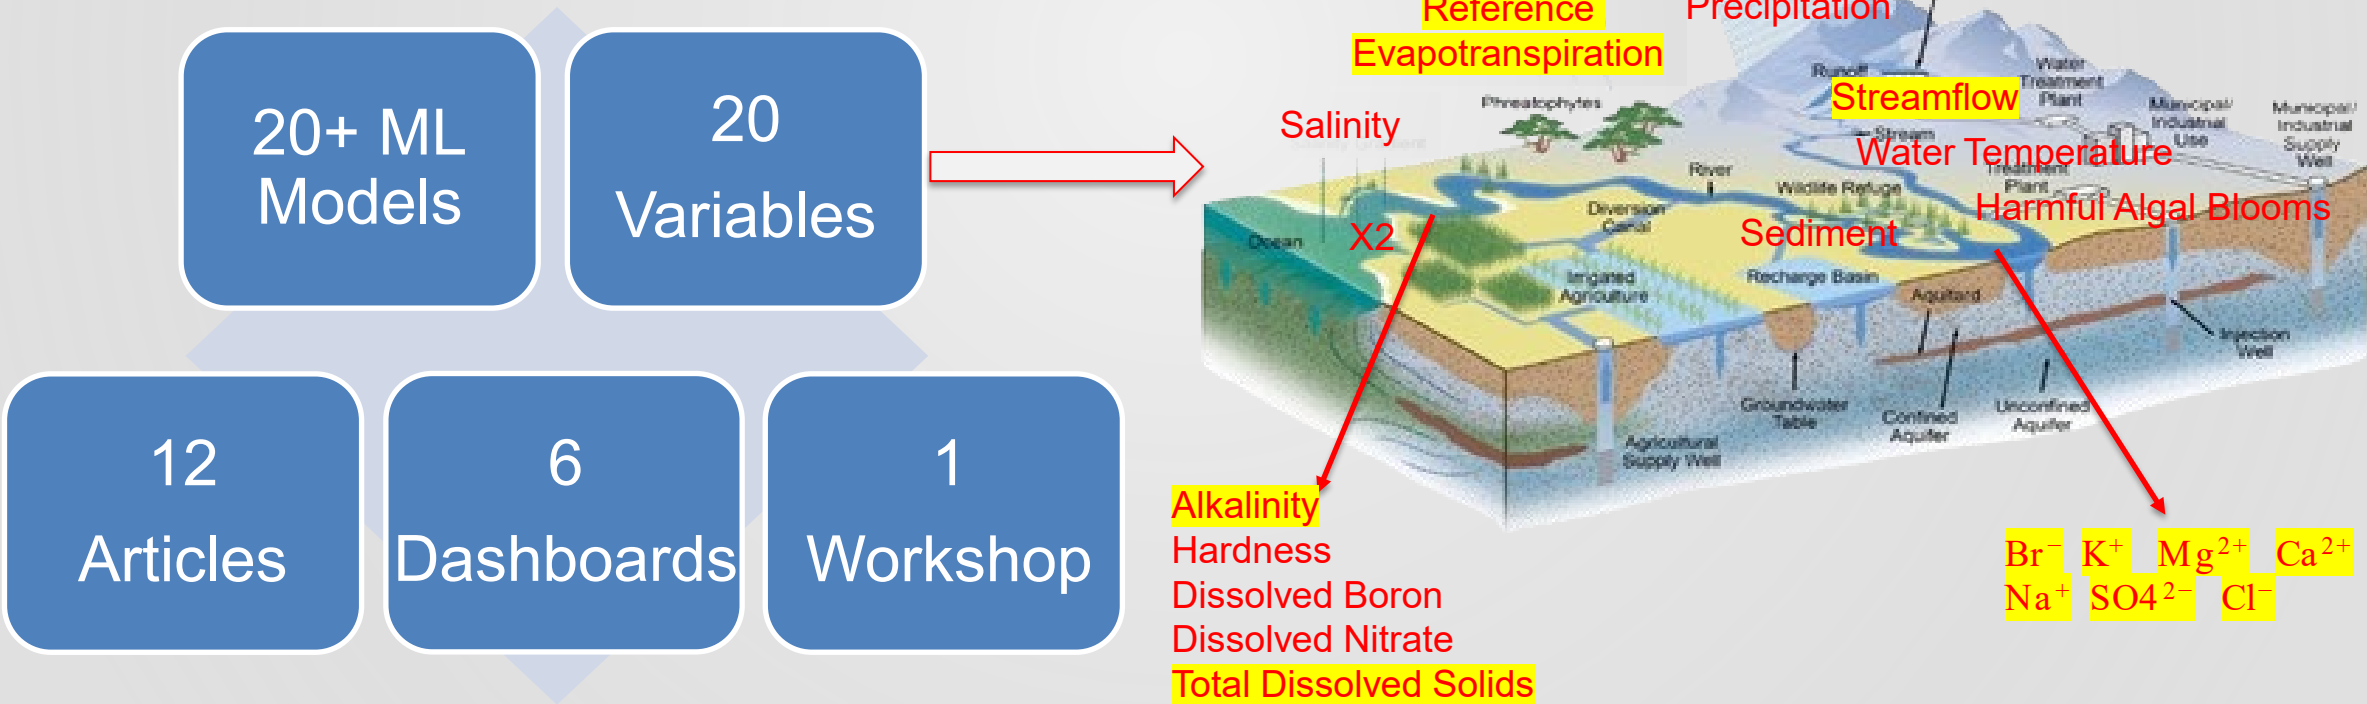 20+ ML
Models
20
Variables
12
Articles
6
Dashboards
1
Workshop
Reference
Evapotranspiration
Precipitation
Runoff
Water
Treatment
Plant
Streamflow
Phreatophytes
Municipal/
Industrial
Use
Municipal/
Industrial
Supply
Well
Salinity
Stream
Water Temperature
River
Treatment
Plant
Wildlife Refuge
Harmful Algal Blooms
Diversion
Canal
Sediment
X2
Ocean
Irrigated
Agriculture
Recharge Basin
Aquitard
Injection
Well
Groundwater
Table
Confined
Aquifer
Unconfined
Aquifer
Agricultural
Supply Well
Alkalinity
Hardness
Dissolved Boron
Dissolved Nitrate
Total Dissolved Solids
Br⁻ K⁺ Mg²⁺ Ca²⁺
Na⁺ SO4²⁻ Cl⁻